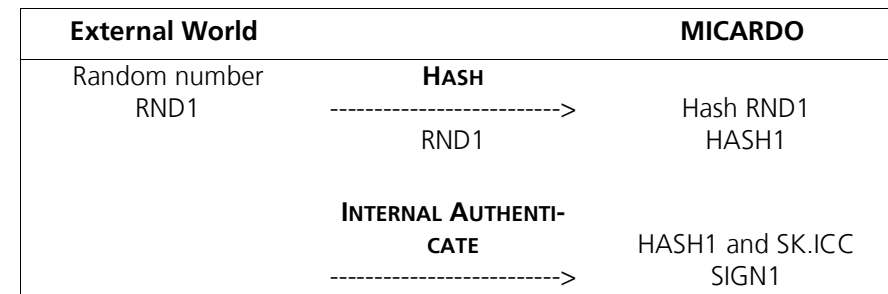 External World MICARDO
Random number HASH
RND1 --------------------------> Hash RND1
RND1 HASH1
INTERNAL AUTHENTI-
CATE HASH1 and SK.ICC
--------------------------> SIGN1